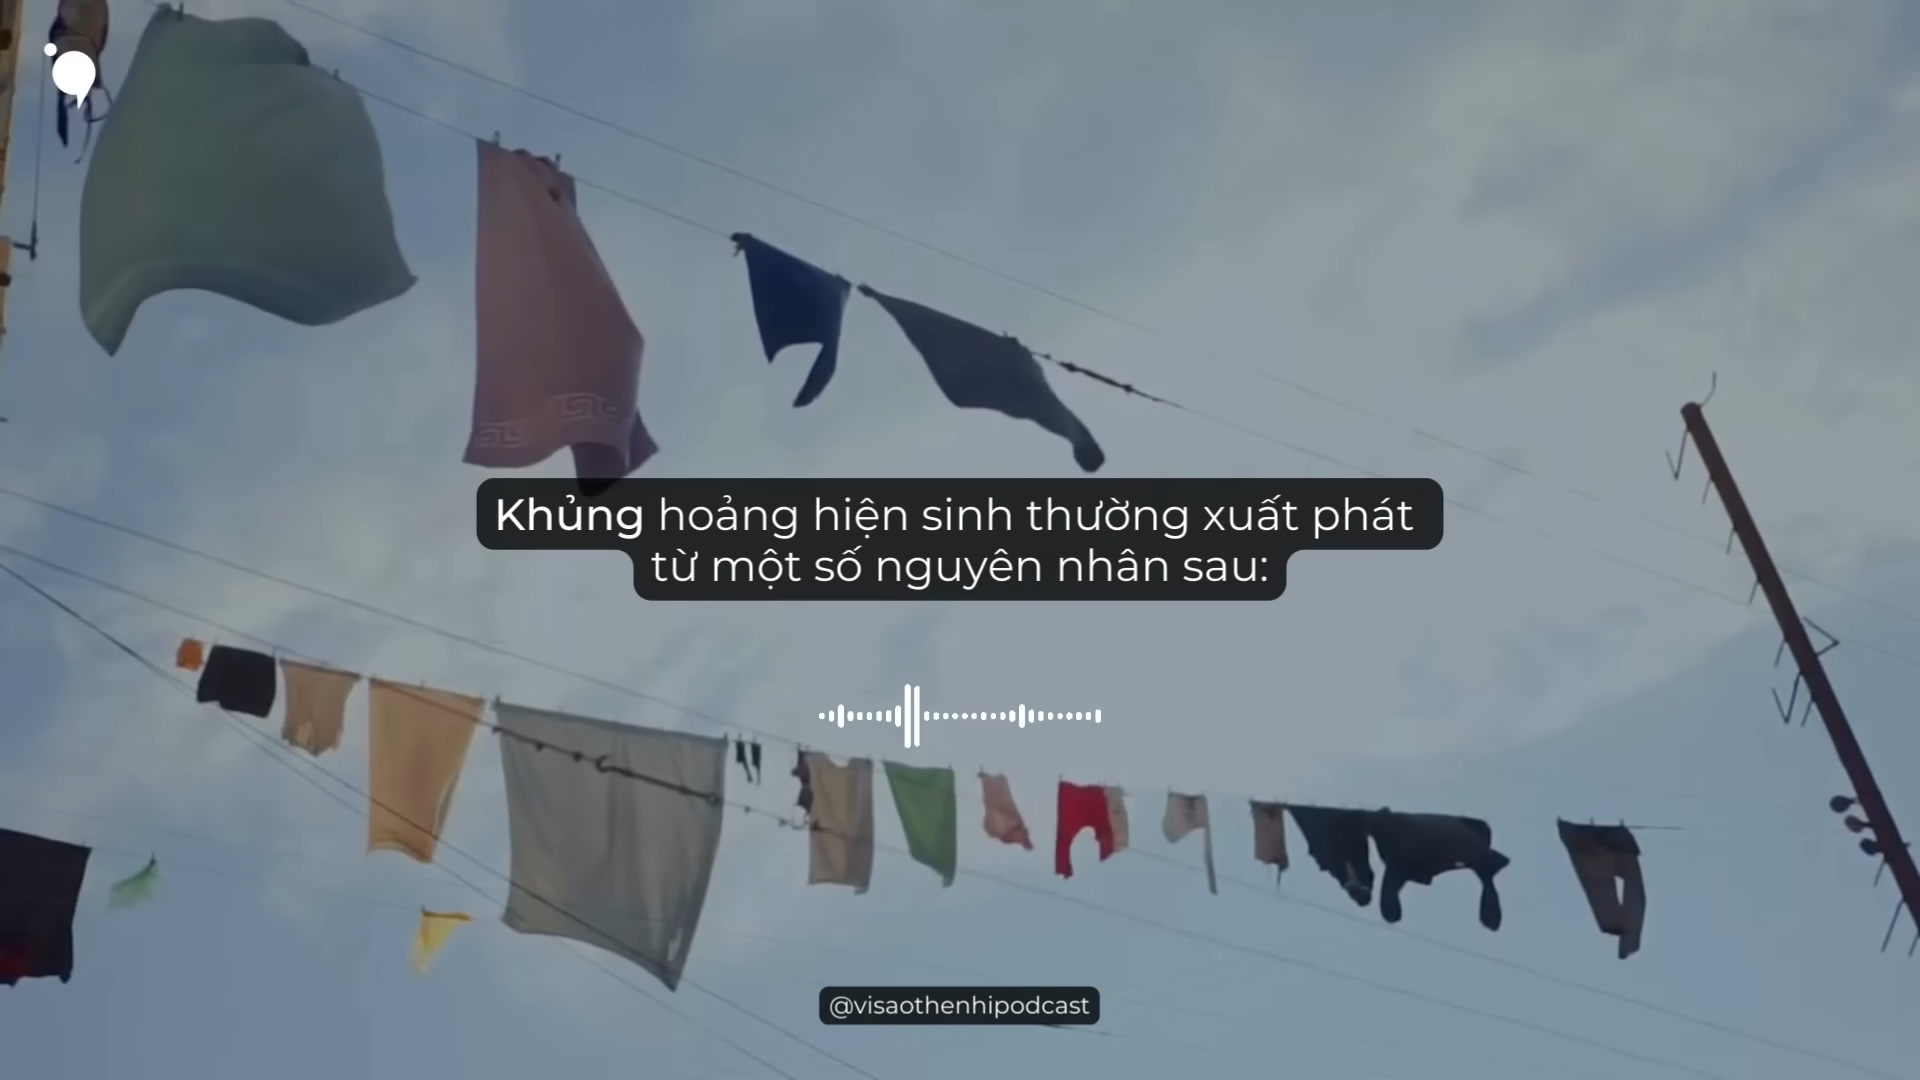 Khủng hoảng hiện sinh thường xuất phát
từ một số nguyên nhân sau:
@visaothenhipodcast